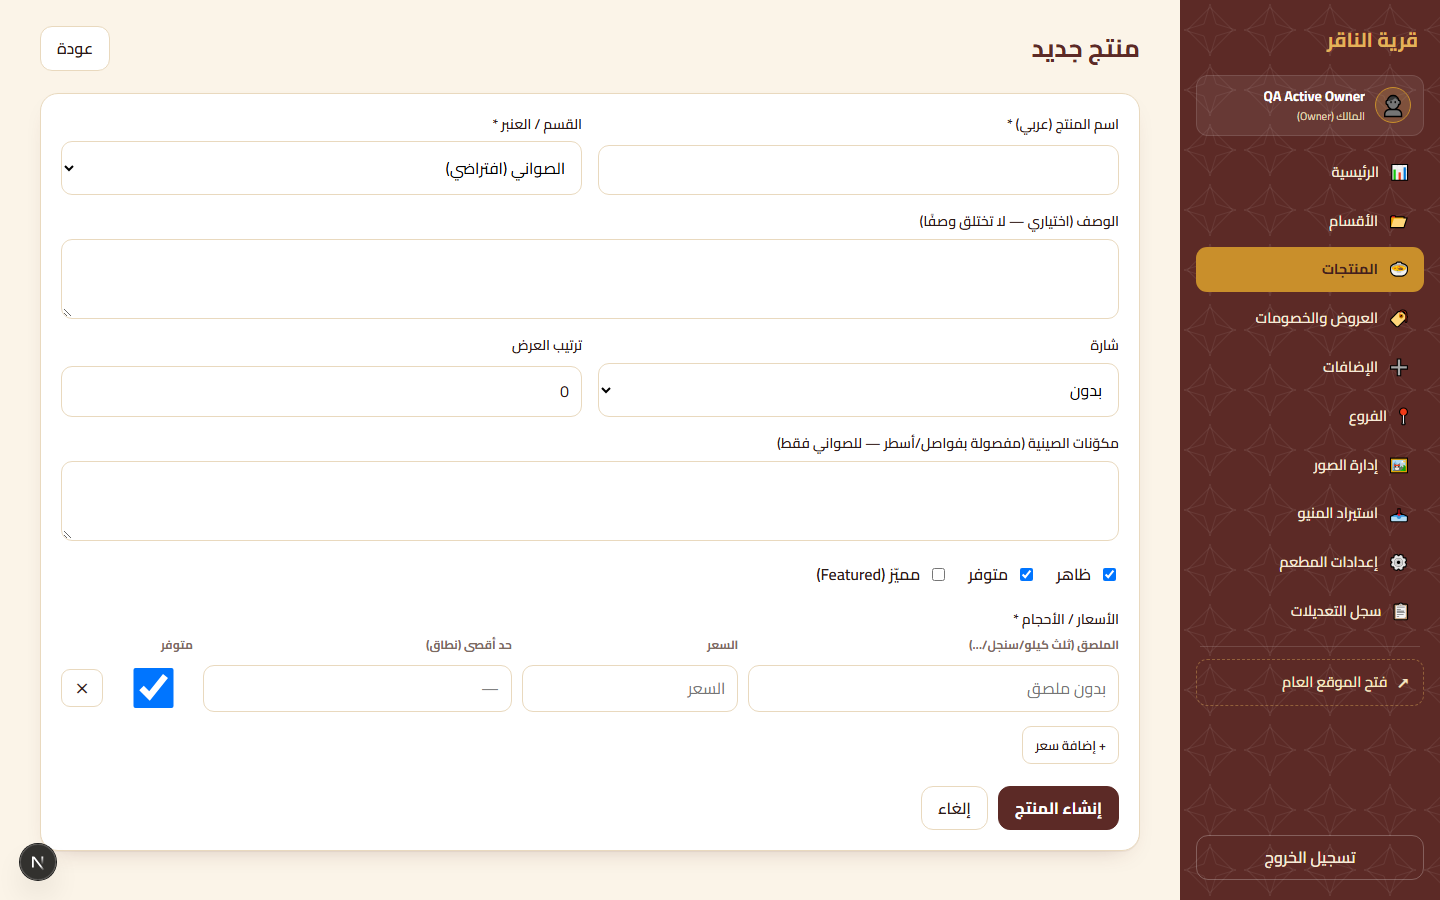 قرية الناقر
QA Active Owner
المالك (Owner)
الرئيسية
الأقسام
المنتجات
العروض والخصومات
الإضافات
الفروع
إدارة الصور
استيراد المنيو
إعدادات المطعم
سجل التعديلات
فتح الموقع العام ↗
تسجيل الخروج
منتج جديد
عودة
اسم المنتج (عربي) *
القسم / العنبر *
الصواني (افتراضي)
الوصف (اختياري — لا تختلق وصفًا)
شارة
ترتيب العرض
بدون
0
مكوّنات الصينية (مفصولة بفواصل/أسطر — للصواني فقط)
ظاهر
متوفر
مميّز (Featured)
الأسعار / الأحجام *
الملصق (ثلث كيلو/سنجل/...)
السعر
حد أقصى (نطاق)
متوفر
بدون ملصق
السعر
—
✕
+ إضافة سعر
إنشاء المنتج
إلغاء
N